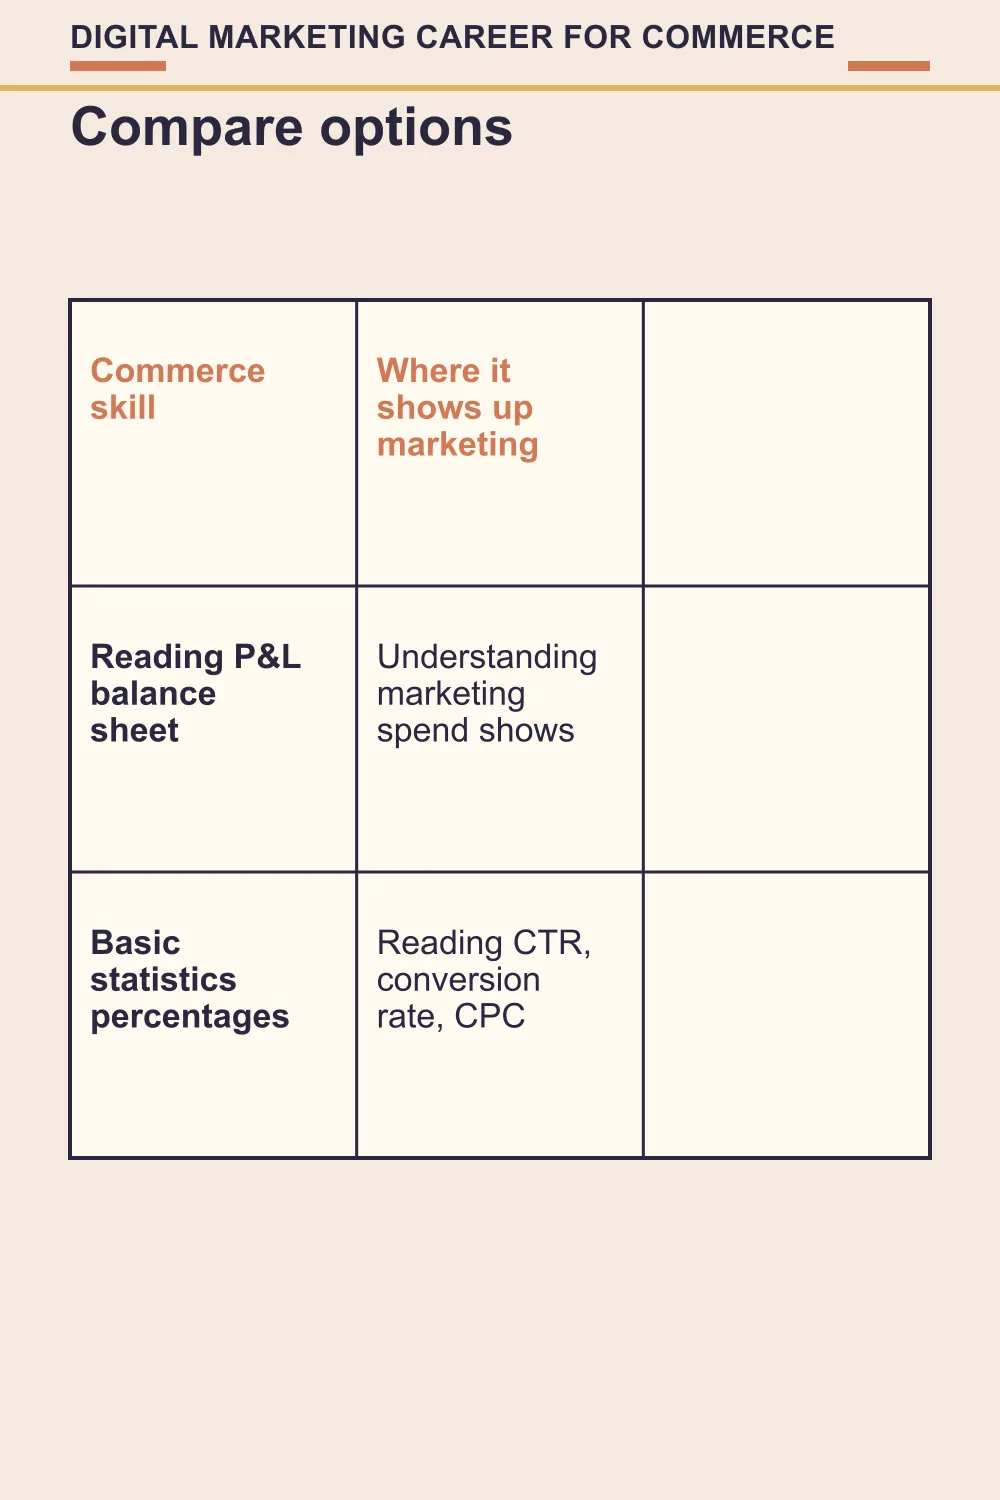 DIGITAL MARKETING CAREER FOR COMMERCE
Compare options
Commerce
skill
Where it
shows up
marketing
Reading P&L
balance
sheet
Understanding
marketing
spend shows
Basic
statistics
percentages
Reading CTR,
conversion
rate, CPC